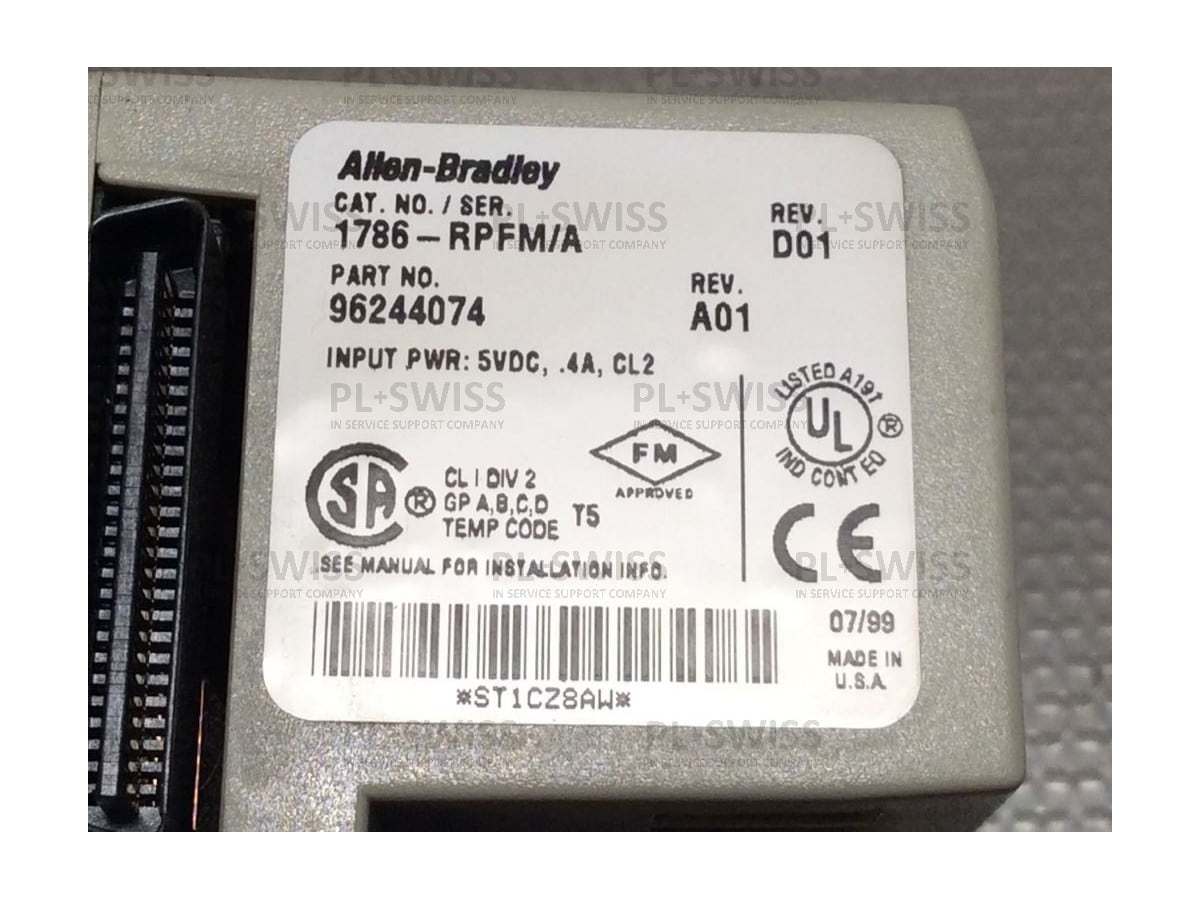 Allen-Bradley
CAT. NO. / SER.
1786-RPFM/A
REV.
D01
PART NO.
96244074
REV.
A01
INPUT PWR: 5VDC, .4A, CL2
LISTED A197
UL ®
IND CONT EQ
SA ®
CL I DIV 2
GP A,B,C,D
TEMP CODE T5
FM
APPROVED
CE
SEE MANUAL FOR INSTALLATION INFO.
*ST1CZ8AW*
07/99
MADE IN
U.S.A.
PL+SWISS
IN SERVICE SUPPORT COMPANY